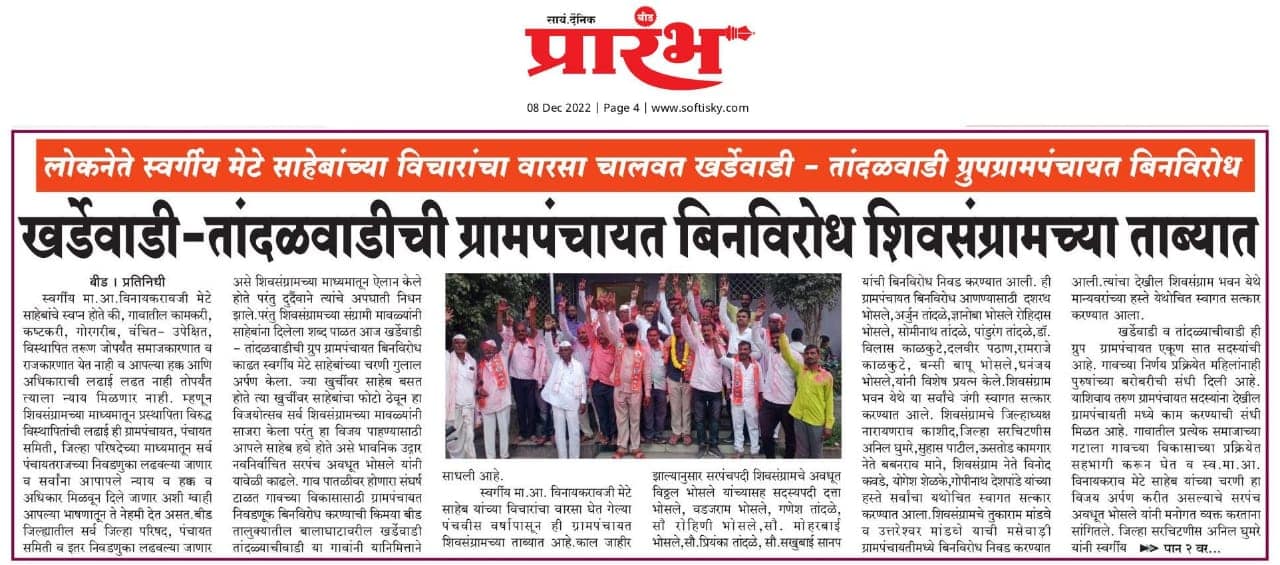 सायं.दैनिक
बीड
प्रारंभ
08 Dec 2022 | Page 4 | www.softisky.com
लोकनेते स्वर्गीय मेटे साहेबांच्या विचारांचा वारसा चालवत खर्डेवाडी - तांदळवाडी ग्रुपग्रामपंचायत बिनविरोध
खर्डेवाडी-तांदळवाडीची ग्रामपंचायत बिनविरोध शिवसंग्रामच्या ताब्यात
बीड । प्रतिनिधी
स्वर्गीय मा.आ.विनायकरावजी मेटे
साहेबांचे स्वप्न होते की, गावातील कामकरी,
कष्टकरी, गोरगरीब, वंचित- उपेक्षित,
विस्थापित तरूण जोपर्यंत समाजकारणात व
राजकारणात येत नाही व आपल्या हक्क आणि
अधिकाराची लढाई लढत नाही तोपर्यंत
त्याला न्याय मिळणार नाही. म्हणून
शिवसंग्रामच्या माध्यमातून प्रस्थापिता विरुद्ध
विस्थापितांची लढाई ही ग्रामपंचायत, पंचायत
समिती, जिल्हा परिषदेच्या माध्यमातून सर्व
पंचायतराजच्या निवडणुका लढवल्या जाणार
व सर्वांना आपापले न्याय व हक्क व
अधिकार मिळवून दिले जाणार अशी ग्वाही
आपल्या भाषणातून ते नेहमी देत असत.बीड
जिल्ह्यातील सर्व जिल्हा परिषद, पंचायत
समिती व इतर निवडणुका लढवल्या जाणार
असे शिवसंग्रामच्या माध्यमातून ऐलान केले
होते परंतु दुर्दैवाने त्यांचे अपघाती निधन
झाले.परंतु शिवसंग्रामच्या संग्रामी मावळ्यांनी
साहेबांना दिलेला शब्द पाळत आज खर्डेवाडी
- तांदळवाडीची ग्रुप ग्रामपंचायत बिनविरोध
काढत स्वर्गीय मेटे साहेबांच्या चरणी गुलाल
अर्पण केला. ज्या खुर्चीवर साहेब बसत
होते त्या खुर्चीवर साहेबांचा फोटो ठेवून हा
विजयोत्सव सर्व शिवसंग्रामच्या मावळ्यांनी
साजरा केला परंतु हा विजय पाहण्यासाठी
आपले साहेब हवे होते असे भावनिक उद्गार
नवनिर्वाचित सरपंच अवधूत भोसले यांनी
यावेळी काढले. गाव पातळीवर होणारा संघर्ष
टाळत गावच्या विकासासाठी ग्रामपंचायत
निवडणूक बिनविरोध करण्याची किमया बीड
तालुक्यातील बालाघाटावरील खर्डेवाडी
तांदळ्याचीवाडी या गावांनी यानिमित्ताने
साधली आहे.
स्वर्गीय मा.आ. विनायकरावजी मेटे
साहेब यांच्या विचारांचा वारसा घेत गेल्या
पंचवीस वर्षापासून ही ग्रामपंचायत
शिवसंग्रामच्या ताब्यात आहे.काल जाहीर
झाल्यानुसार सरपंचपदी शिवसंग्रामचे अवधूत
विठ्ठल भोसले यांच्यासह सदस्यपदी दत्ता
भोसले, वडजराम भोसले, गणेश तांदळे,
सौ रोहिणी भोसले,सौ. मोहरबाई
भोसले,सौ.प्रियंका तांदळे, सौ.सखुबाई सानप
यांची बिनविरोध निवड करण्यात आली. ही
ग्रामपंचायत बिनविरोध आणण्यासाठी दशरथ
भोसले,अर्जुन तांदळे,ज्ञानोबा भोसले रोहिदास
भोसले, सोमीनाथ तांदळे, पांडुरंग तांदळे,डॉ.
विलास काळकुटे,दलवीर पठाण,रामराजे
काळकुटे, बन्सी बापू भोसले,धनंजय
भोसले,यांनी विशेष प्रयत्न केले.शिवसंग्राम
भवन येथे या सर्वांचे जंगी स्वागत सत्कार
करण्यात आले. शिवसंग्रामचे जिल्हाध्यक्ष
नारायणराव काशीद,जिल्हा सरचिटणीस
अनिल घुमरे,सुहास पाटील,ऊसतोड कामगार
नेते बबनराव माने, शिवसंग्राम नेते विनोद
कवडे, योगेश शेळके,गोपीनाथ देशपांडे यांच्या
हस्ते सर्वांचा यथोचित स्वागत सत्कार
करण्यात आला.शिवसंग्रामचे तुकाराम मांडवे
व उत्तरेश्वर मांडवे याची मसेवाडी
ग्रामपंचायतीमध्ये बिनविरोध निवड करण्यात
आली.त्यांचा देखील शिवसंग्राम भवन येथे
मान्यवरांच्या हस्ते यथोचित स्वागत सत्कार
करण्यात आला.
खर्डेवाडी व तांदळ्याचीवाडी ही
ग्रुप ग्रामपंचायत एकूण सात सदस्यांची
आहे. गावच्या निर्णय प्रक्रियेत महिलांनाही
पुरुषांच्या बरोबरीची संधी दिली आहे.
याशिवाय तरुण ग्रामपंचायत सदस्यांना देखील
ग्रामपंचायती मध्ये काम करण्याची संधी
मिळत आहे. गावातील प्रत्येक समाजाच्या
गटाला गावच्या विकासाच्या प्रक्रियेत
सहभागी करून घेत व स्व.मा.आ.
विनायकराव मेटे साहेब यांच्या चरणी हा
विजय अर्पण करीत असल्याचे सरपंच
अवधूत भोसले यांनी मनोगत व्यक्त करताना
सांगितले. जिल्हा सरचिटणीस अनिल घुमरे
यांनी स्वर्गीय पान २ वर...